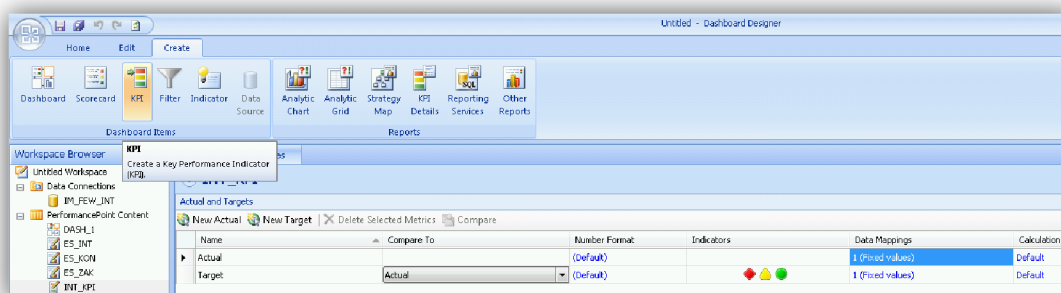 Untitled - Dashboard Designer
Home Edit Create
Dashboard Scorecard KPI Filter Indicator Data Source Analytic Chart Analytic Grid Strategy Map KPI Details Reporting Services Other Reports
Dashboard Items Reports
Workspace Browser
KPI
Create a Key Performance Indicator (KPI).
Untitled Workspace
Data Connections
IM_FEW_INT
PerformancePoint Content
DASH_1
ES_INT
ES_KON
ES_ZAK
INT_KPI
INT_KPI
Actual and Targets
New Actual New Target Delete Selected Metrics Compare
Name Compare To Number Format Indicators Data Mappings Calculation
Actual (Default) 1 (Fixed values) Default
Target Actual (Default) 1 (Fixed values) Default